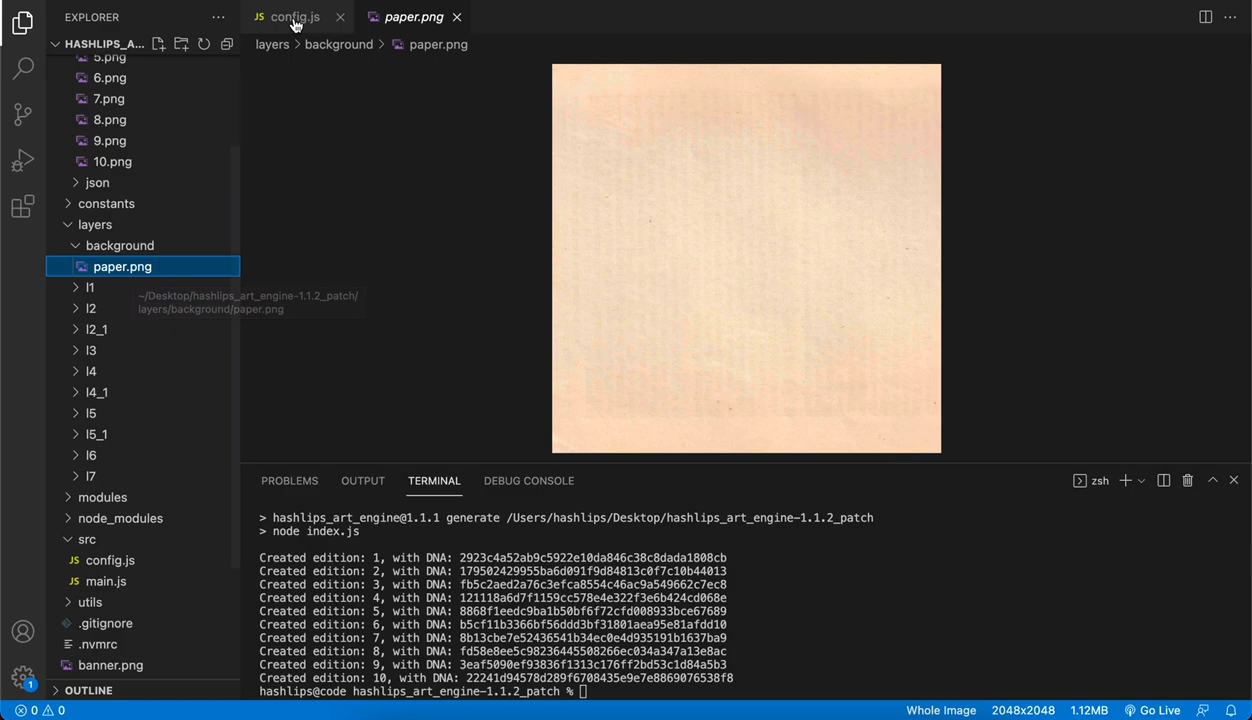 EXPLORER
···
JS config.js
paper.png
HASHLIPS_A...
layers > background > paper.png
5.png
6.png
7.png
8.png
9.png
10.png
json
constants
layers
background
paper.png
~/Desktop/hashlips_art_engine-1.1.2_patch/
layers/background/paper.png
l1
l2
l2_1
l3
l4
l4_1
l5
l5_1
l6
l7
modules
node_modules
src
JS config.js
JS main.js
utils
.gitignore
.nvmrc
banner.png
OUTLINE
PROBLEMS OUTPUT TERMINAL DEBUG CONSOLE
zsh
> hashlips_art_engine@1.1.1 generate /Users/hashlips/Desktop/hashlips_art_engine-1.1.2_patch
> node index.js
Created edition: 1, with DNA: 2923c4a52ab9c5922e10da846c38c8dada1808cb
Created edition: 2, with DNA: 179502429955ba6d091f9d84813c0f7c10b44013
Created edition: 3, with DNA: fb5c2aed2a76c3efca8554c46ac9a549662c7ec8
Created edition: 4, with DNA: 121118a6d7f1159cc578e4e322f3e6b424cd068e
Created edition: 5, with DNA: 8868f1eedc9ba1b50bf6f72cfd008933bce67689
Created edition: 6, with DNA: b5cf11b3366bf56ddd3bf31801aea95e81afdd10
Created edition: 7, with DNA: 8b13cbe7e52436541b34ec0e4d935191b1637ba9
Created edition: 8, with DNA: fd58e8ee5c98236445508266ec034a347a13e8ac
Created edition: 9, with DNA: 3eaf5090ef93836f1313c176ff2bd53c1d84a5b3
Created edition: 10, with DNA: 22241d94578d289f6708435e9e7e8869076538f8
hashlips@code hashlips_art_engine-1.1.2_patch %
1
0 0
Whole Image 2048x2048 1.12MB Go Live